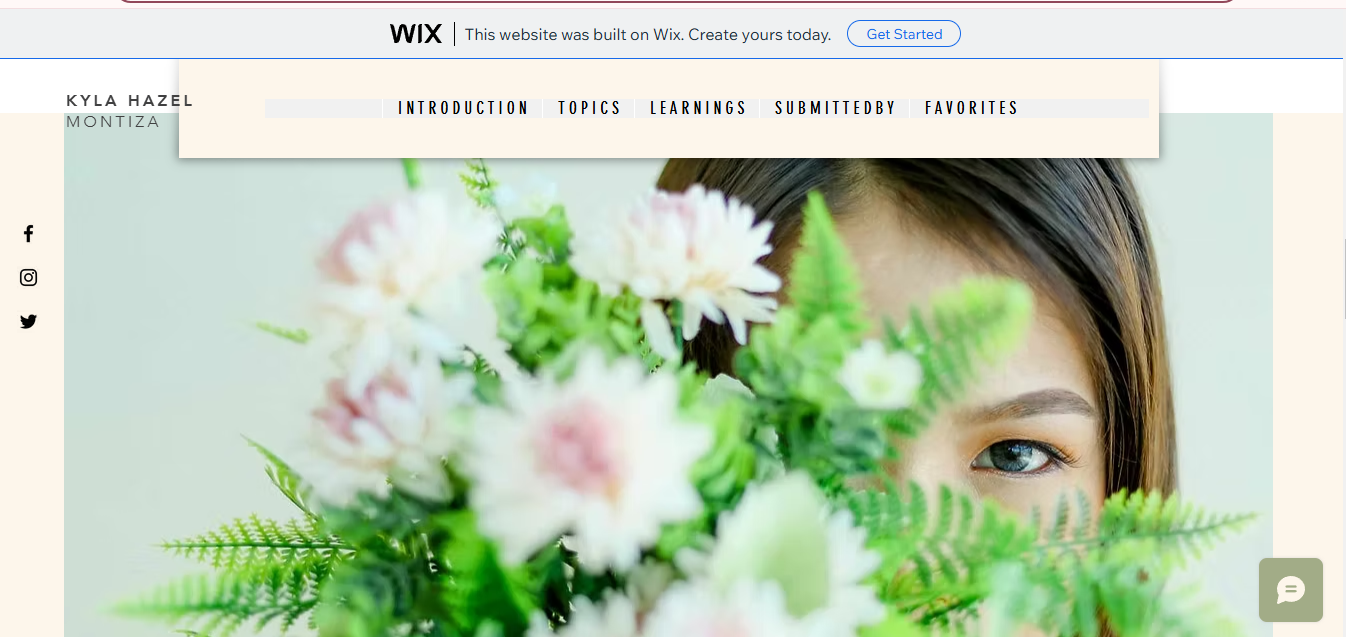 WIX This website was built on Wix. Create yours today. Get Started
KYLA HAZEL
MONTIZA
INTRODUCTION TOPICS LEARNINGS SUBMITTEDBY FAVORITES